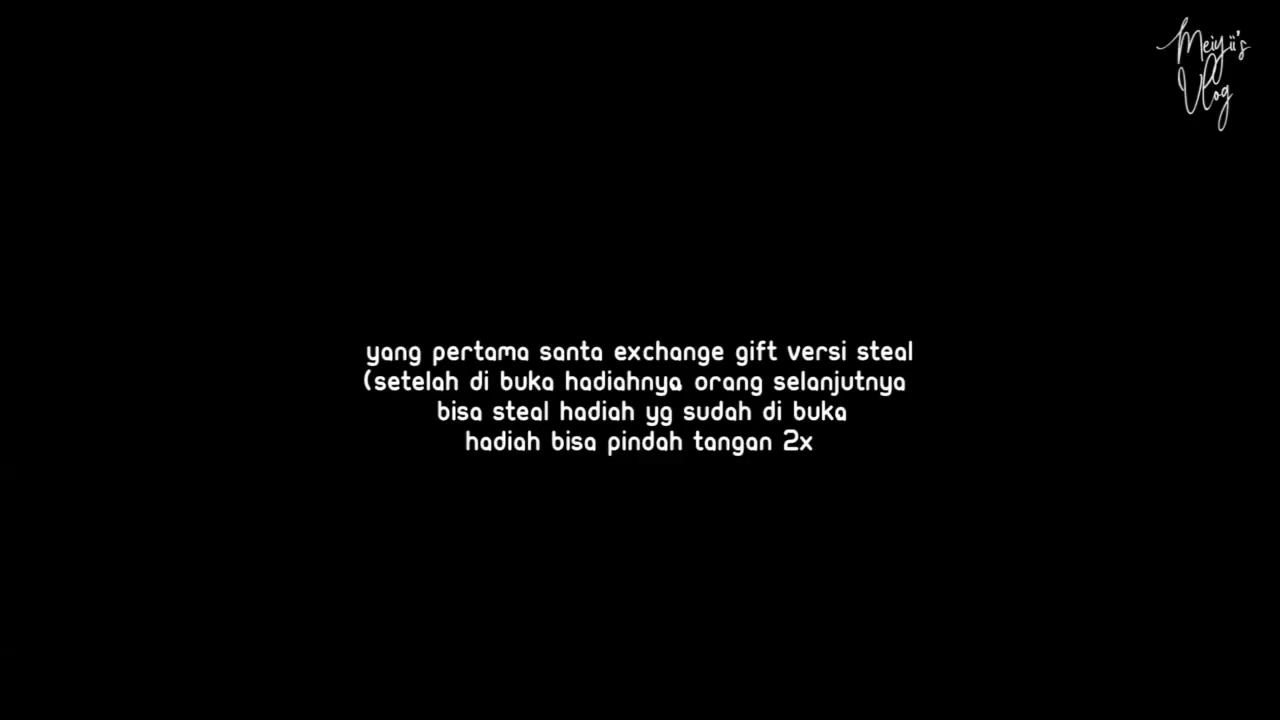 Meiyii's
Vlog
yang pertama santa exchange gift versi steal
(setelah di buka hadiahnya orang selanjutnya
bisa steal hadiah yg sudah di buka
hadiah bisa pindah tangan 2x